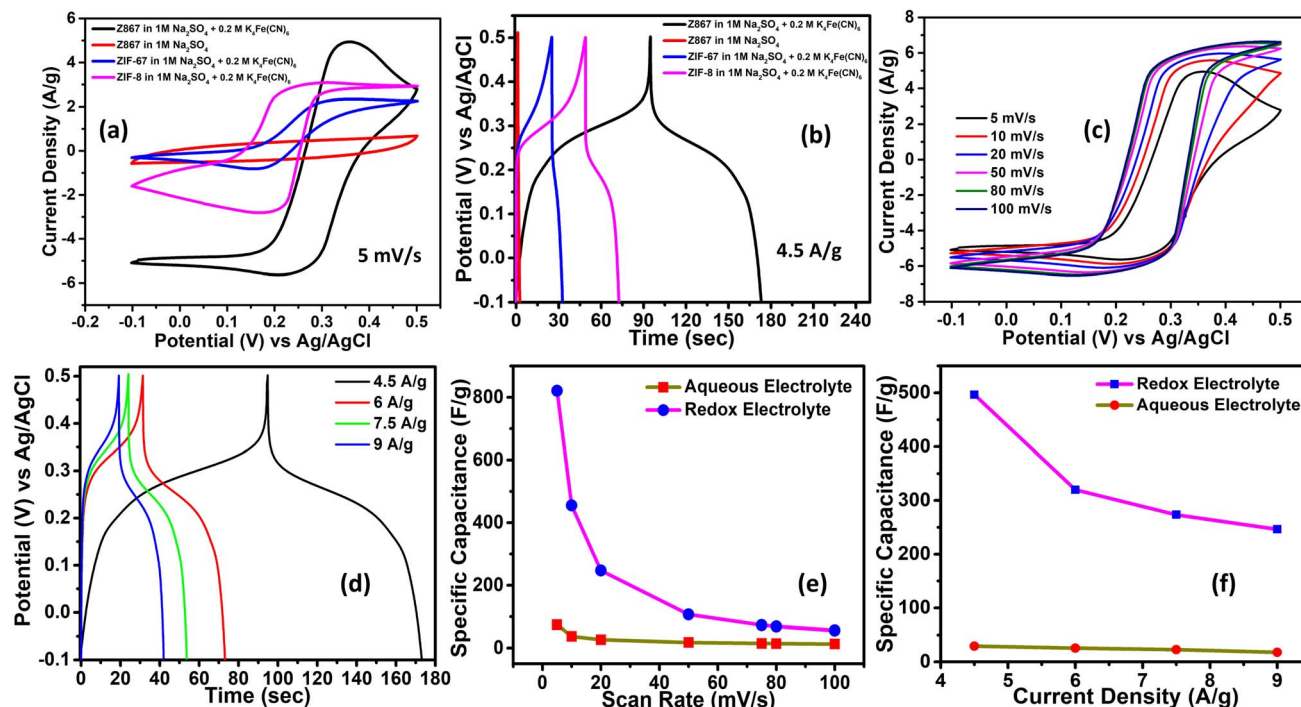 Z867 in 1M Na₂SO₄ + 0.2 M K₄Fe(CN)₆
Z867 in 1M Na₂SO₄
ZIF-67 in 1M Na₂SO₄ + 0.2 M K₄Fe(CN)₆
ZIF-8 in 1M Na₂SO₄ + 0.2 M K₄Fe(CN)₆
(a)
5 mV/s
6
4
2
0
-2
-4
-6
Current Density (A/g)
-0.2 -0.1 0.0 0.1 0.2 0.3 0.4 0.5
Potential (V) vs Ag/AgCl
Z867 in 1M Na₂SO₄ + 0.2 M K₄Fe(CN)₆
Z867 in 1M Na₂SO₄
ZIF-67 in 1M Na₂SO₄ + 0.2 M K₄Fe(CN)₆
ZIF-8 in 1M Na₂SO₄ + 0.2 M K₄Fe(CN)₆
(b)
4.5 A/g
0.5
0.4
0.3
0.2
0.1
0.0
-0.1
Potential (V) vs Ag/AgCl
0 30 60 90 120 150 180 210 240
Time (sec)
(c)
5 mV/s
10 mV/s
20 mV/s
50 mV/s
80 mV/s
100 mV/s
8
6
4
2
0
-2
-4
-6
-8
Current Density (A/g)
-0.1 0.0 0.1 0.2 0.3 0.4 0.5
Potential (V) vs Ag/AgCl
4.5 A/g
6 A/g
7.5 A/g
9 A/g
(d)
0.5
0.4
0.3
0.2
0.1
0.0
-0.1
Potential (V) vs Ag/AgCl
0 20 40 60 80 100 120 140 160 180
Time (sec)
Aqueous Electrolyte
Redox Electrolyte
(e)
800
600
400
200
0
Specific Capacitance (F/g)
0 20 40 60 80 100
Scan Rate (mV/s)
Redox Electrolyte
Aqueous Electrolyte
(f)
500
400
300
200
100
0
Specific Capacitance (F/g)
4 5 6 7 8 9
Current Density (A/g)